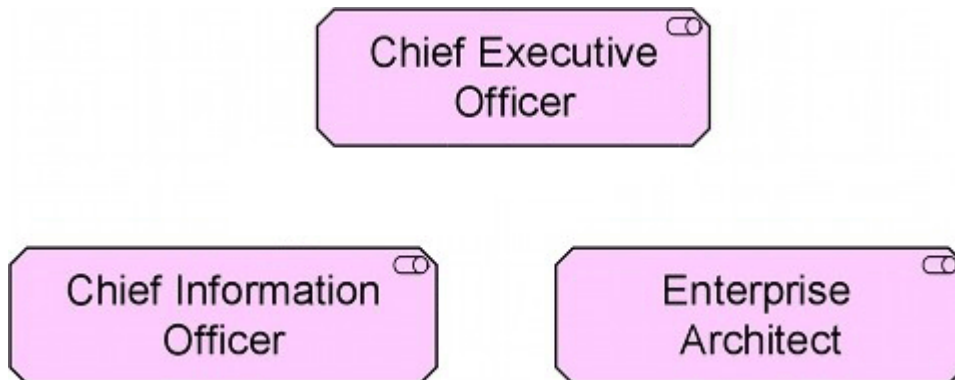 Chief Executive
Officer
Chief Information
Officer
Enterprise
Architect